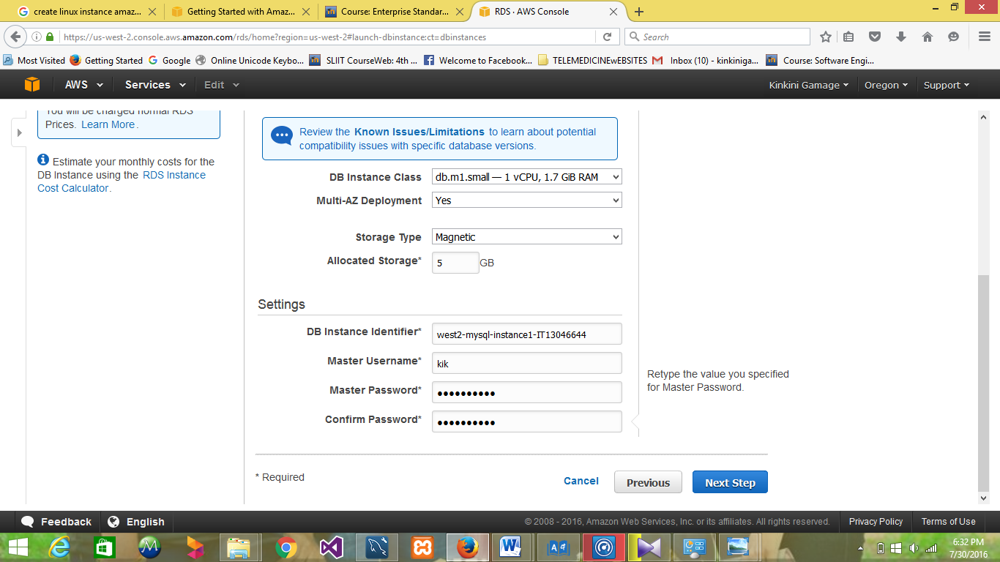 create linux instance amaz...
Getting Started with Amaz...
Course: Enterprise Standar...
RDS · AWS Console
https://us-west-2.console.aws.amazon.com/rds/home?region=us-west-2#launch-dbinstance:ct=dbinstances
Search
Most Visited
Getting Started
Google
Online Unicode Keybo...
SLIIT CourseWeb: 4th ...
Welcome to Facebook...
TELEMEDICINEwEBSITES
Inbox (10) - kinkiniga...
Course: Software Engi...
AWS
Services
Edit
Kinkini Gamage
Oregon
Support
You will be charged normal RDS
Prices. Learn More.
Estimate your monthly costs for the
DB Instance using the RDS Instance
Cost Calculator.
Review the Known Issues/Limitations to learn about potential
compatibility issues with specific database versions.
DB Instance Class
db.m1.small — 1 vCPU, 1.7 GiB RAM
Multi-AZ Deployment
Yes
Storage Type
Magnetic
Allocated Storage*
5
GB
Settings
DB Instance Identifier*
west2-mysql-instance1-IT13046644
Master Username*
kik
Master Password*
●●●●●●●●●●
Confirm Password*
●●●●●●●●●●
Retype the value you specified
for Master Password.
* Required
Cancel
Previous
Next Step
Feedback
English
© 2008 - 2016, Amazon Web Services, Inc. or its affiliates. All rights reserved.
Privacy Policy
Terms of Use
6:32 PM
7/30/2016